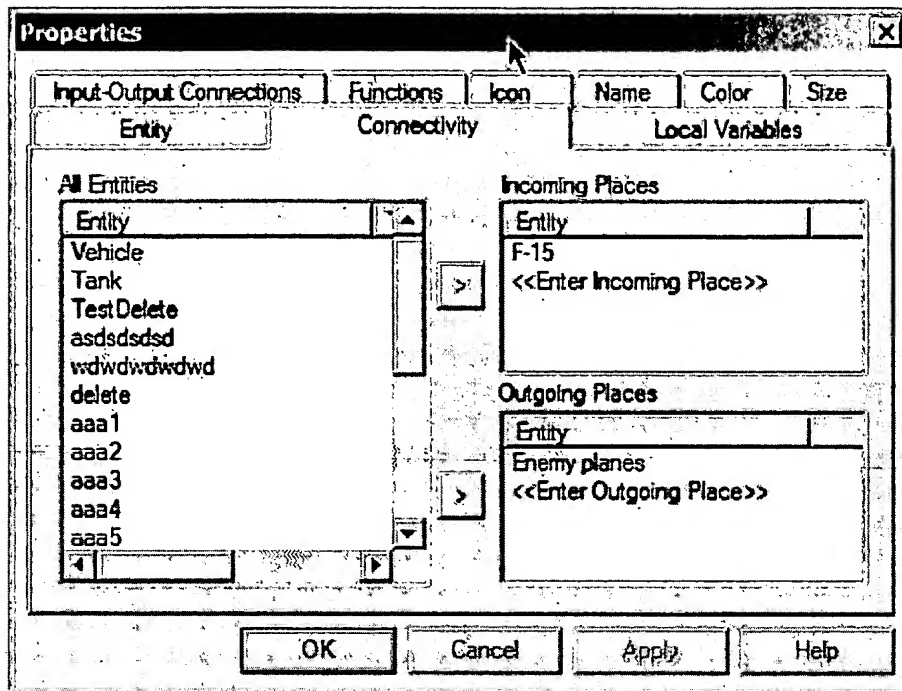 Properties
Input-Output Connections Functions Icon Name Color Size
Entity Connectivity Local Variables
All Entities
Entity
Vehicle
Tank
TestDelete
asdsdsdsd
wdwdwdwdwd
delete
aaa1
aaa2
aaa3
aaa4
aaa5
>
>
Incoming Places
Entity
F-15
<<Enter Incoming Place>>
Outgoing Places
Entity
Enemy planes
<<Enter Outgoing Place>>
OK Cancel Apply Help